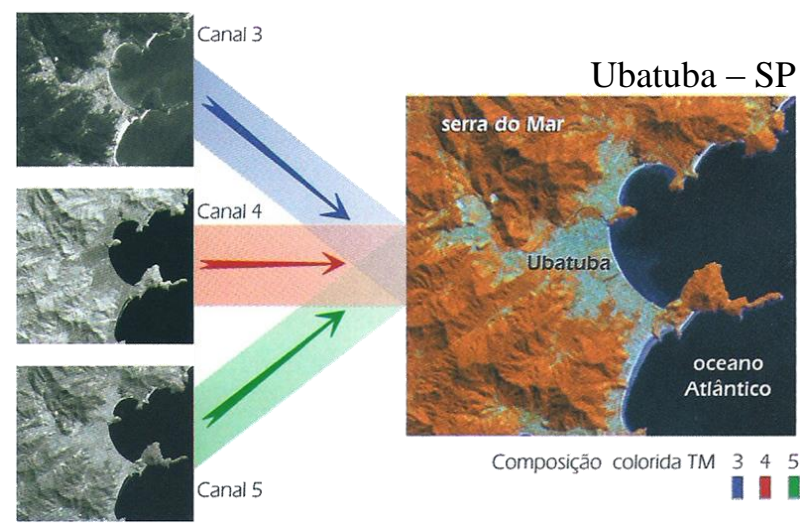 Canal 3
Ubatuba – SP
serra do Mar
Canal 4
Ubatuba
oceano
Atlântico
Composição colorida TM 3 4 5
Canal 5